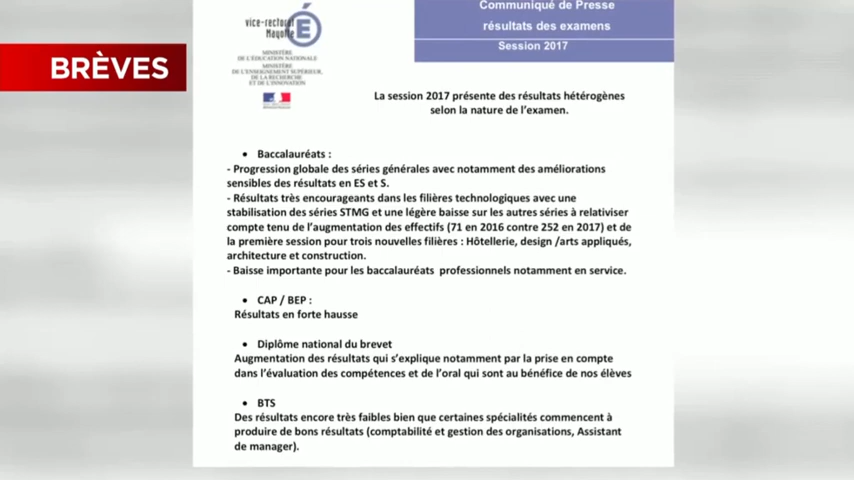 BRÈVES
vice-rectorat
Mayotte
MINISTÈRE
DE L'ÉDUCATION NATIONALE
MINISTÈRE
DE L'ENSEIGNEMENT SUPÉRIEUR,
DE LA RECHERCHE
ET DE L'INNOVATION
Communiqué de Presse
résultats des examens
Session 2017
La session 2017 présente des résultats hétérogènes
selon la nature de l'examen.
• Baccalauréats :
- Progression globale des séries générales avec notamment des améliorations
sensibles des résultats en ES et S.
- Résultats très encourageants dans les filières technologiques avec une
stabilisation des séries STMG et une légère baisse sur les autres séries à relativiser
compte tenu de l'augmentation des effectifs (71 en 2016 contre 252 en 2017) et de
la première session pour trois nouvelles filières : Hôtellerie, design /arts appliqués,
architecture et construction.
- Baisse importante pour les baccalauréats professionnels notamment en service.
• CAP / BEP :
Résultats en forte hausse
• Diplôme national du brevet
Augmentation des résultats qui s'explique notamment par la prise en compte
dans l'évaluation des compétences et de l'oral qui sont au bénéfice de nos élèves
• BTS
Des résultats encore très faibles bien que certaines spécialités commencent à
produire de bons résultats (comptabilité et gestion des organisations, Assistant
de manager).